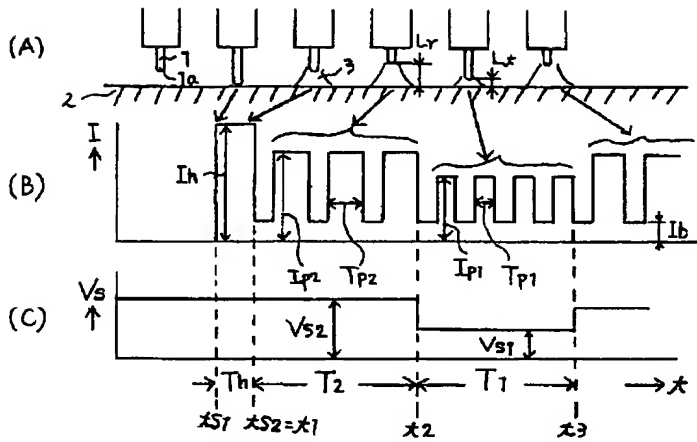 (A)
1
1a
3
Lr
Lt
2
I
(B)
Ih
Ip2
Tp2
Ip1
Tp1
Ib
Vs
(C)
Vs2
Vs1
Th
T2
T1
t
ts1
ts2=t1
t2
t3